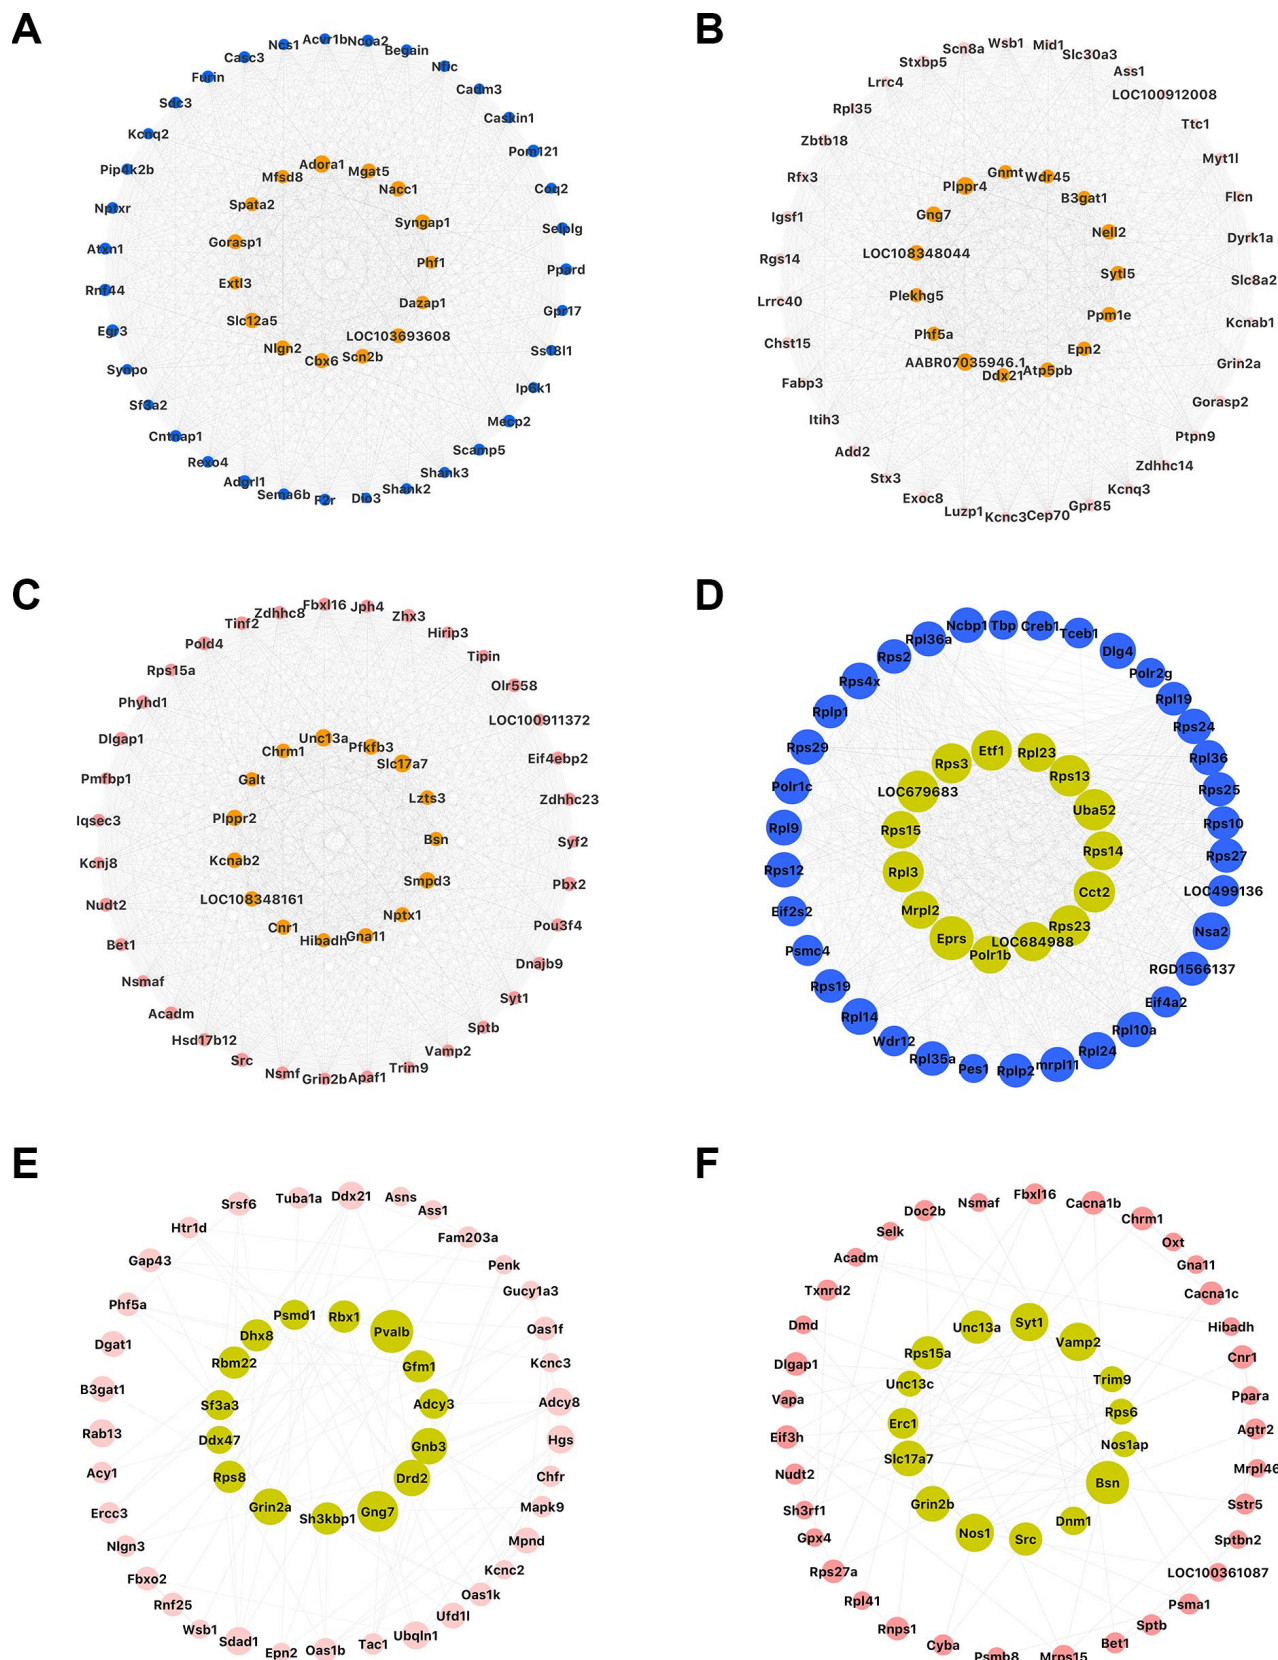 A
Acvr1b
Ncoa2
Begain
Nfic
Cadm3
Caskin1
Pom121
Coq2
Selplg
Ppard
Gpr17
Ss18l1
Ip6k1
Mecp2
Scamp5
Shank3
Shank2
Dio3
F2r
Sema6b
Adgrl1
Rexo4
Cntnap1
Sf3a2
Synpo
Egr3
Rnf44
Atxn1
Nptxr
Pip4k2b
Kcnq2
Sdc3
Furin
Casc3
Ncs1
Adora1
Mgat5
Nacc1
Syngap1
Phf1
Dazap1
LOC103693608
Scn2b
Cbx6
Nlgn2
Slc12a5
Extl3
Gorasp1
Spata2
Mfsd8
B
Wsb1
Mid1
Slc30a3
Ass1
LOC100912008
Ttc1
Myt1l
Flcn
Dyrk1a
Slc8a2
Kcnab1
Grin2a
Gorasp2
Ptpn9
Zdhhc14
Kcnq3
Gpr85
Cep70
Kcnc3
Luzp1
Exoc8
Stx3
Add2
Itih3
Fabp3
Chst15
Lrrc40
Rgs14
Igsf1
Rfx3
Zbtb18
Rpl35
Lrrc4
Stxbp5
Scn8a
Gnmt
Wdr45
B3gat1
Nell2
Sytl5
Ppm1e
Epn2
Atp5pb
Ddx21
AABR07035946.1
Phf5a
Plekhg5
LOC108348044
Gng7
Plppr4
C
Fbxl16
Jph4
Zhx3
Hirip3
Tipin
Olr558
LOC100911372
Eif4ebp2
Zdhhc23
Syf2
Pbx2
Pou3f4
Dnajb9
Syt1
Sptb
Vamp2
Trim9
Apaf1
Grin2b
Nsmf
Src
Hsd17b12
Acadm
Nsmaf
Bet1
Nudt2
Kcnj8
Iqsec3
Pmfbp1
Dlgap1
Phyhd1
Rps15a
Pold4
Tinf2
Zdhhc8
Unc13a
Pfkfb3
Slc17a7
Lzts3
Bsn
Smpd3
Nptx1
Gna11
Hibadh
Cnr1
LOC108348161
Kcnab2
Plppr2
Galt
Chrm1
D
Ncbp1
Tbp
Creb1
Tceb1
Dlg4
Polr2g
Rpl19
Rps24
Rpl36
Rps25
Rps10
Rps27
LOC499136
Nsa2
RGD1566137
Eif4a2
Rpl10a
Rpl24
mrpl11
Rplp2
Pes1
Rpl35a
Wdr12
Rpl14
Rps19
Psmc4
Eif2s2
Rps12
Rpl9
Polr1c
Rps29
Rplp1
Rps4x
Rps2
Rpl36a
Etf1
Rpl23
Rps13
Uba52
Rps14
Cct2
Rps23
LOC684988
Polr1b
Eprs
Mrpl2
Rpl3
Rps15
LOC679683
Rps3
E
Ddx21
Asns
Ass1
Fam203a
Penk
Gucy1a3
Oas1f
Kcnc3
Adcy8
Hgs
Chfr
Mapk9
Mpnd
Kcnc2
Oas1k
Ufd1l
Ubqln1
Tac1
Oas1b
Epn2
Sdad1
Wsb1
Rnf25
Fbxo2
Nlgn3
Ercc3
Acy1
Rab13
B3gat1
Dgat1
Phf5a
Gap43
Htr1d
Srsf6
Tuba1a
Rbx1
Pvalb
Gfm1
Adcy3
Gnb3
Drd2
Gng7
Sh3kbp1
Grin2a
Rps8
Ddx47
Sf3a3
Rbm22
Dhx8
Psmd1
F
Fbxl16
Cacna1b
Chrm1
Oxt
Gna11
Cacna1c
Hibadh
Cnr1
Ppara
Agtr2
Mrpl46
Sstr5
Sptbn2
LOC100361087
Psma1
Sptb
Bet1
Mrps15
Psmb8
Cyba
Rnps1
Rpl41
Rps27a
Gpx4
Sh3rf1
Nudt2
Eif3h
Vapa
Dlgap1
Dmd
Txnrd2
Acadm
Selk
Doc2b
Nsmaf
Syt1
Vamp2
Trim9
Rps6
Nos1ap
Bsn
Dnm1
Src
Nos1
Grin2b
Slc17a7
Erc1
Unc13c
Rps15a
Unc13a